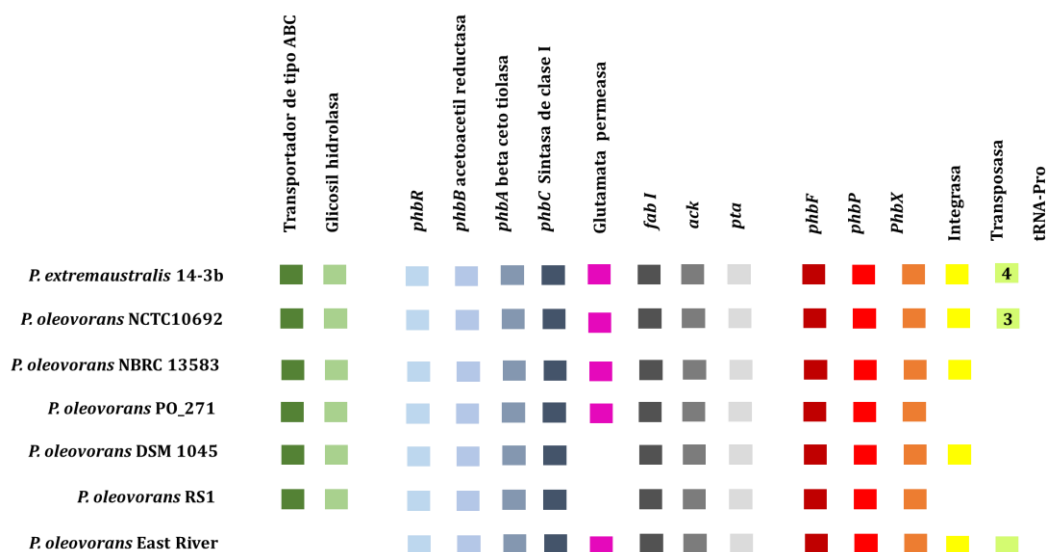 Transportador de tipo ABC
Glicosil hidrolasa
phbR
phbB acetoacetil reductasa
phbA beta ceto tiolasa
phbC Sintasa de clase I
Glutamata permeasa
fab I
ack
pta
phbF
phbP
PhbX
Integrasa
Transposasa
tRNA-Pro
P. extremaustralis 14-3b
4
P. oleovorans NCTC10692
3
P. oleovorans NBRC 13583
P. oleovorans PO_271
P. oleovorans DSM 1045
P. oleovorans RS1
P. oleovorans East River